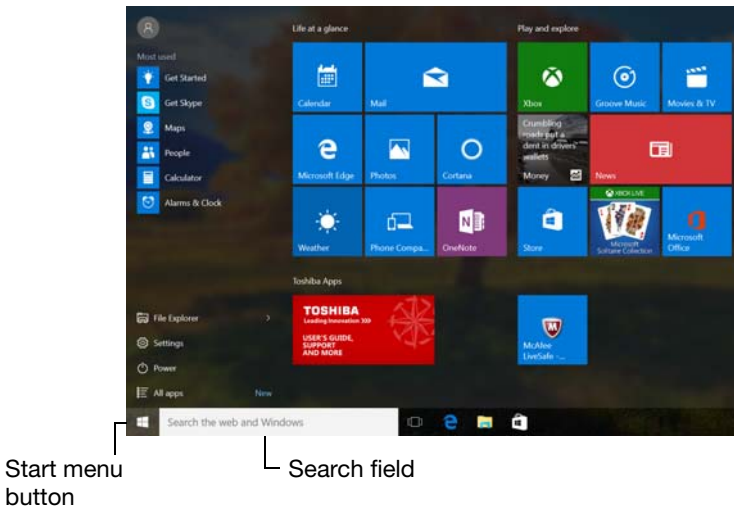 Life at a glance
Play and explore
Most used
Get Started
Get Skype
Maps
People
Calculator
Alarms & Clock
Calendar
Mail
Xbox
Groove Music
Movies & TV
Microsoft Edge
Photos
Cortana
Crumbling
roads put a
dent in drivers'
wallets
Money
News
Weather
Phone Compa...
OneNote
Store
XBOX LIVE
Microsoft
Solitaire Collection
Microsoft
Office
Toshiba Apps
TOSHIBA
Leading Innovation >>>
USER'S GUIDE,
SUPPORT
AND MORE
McAfee
LiveSafe -...
File Explorer
Settings
Power
All apps
New
Search the web and Windows
Start menu
button
Search field